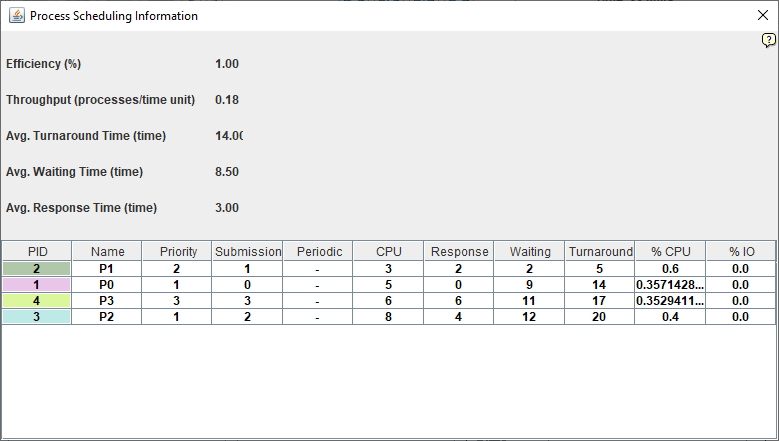 Process Scheduling Information
?
Efficiency (%) 1.00
Throughput (processes/time unit) 0.18
Avg. Turnaround Time (time) 14.00
Avg. Waiting Time (time) 8.50
Avg. Response Time (time) 3.00
PID Name Priority Submission Periodic CPU Response Waiting Turnaround % CPU % IO
2 P1 2 1 - 3 2 2 5 0.6 0.0
1 P0 1 0 - 5 0 9 14 0.3571428... 0.0
4 P3 3 3 - 6 6 11 17 0.3529411... 0.0
3 P2 1 2 - 8 4 12 20 0.4 0.0